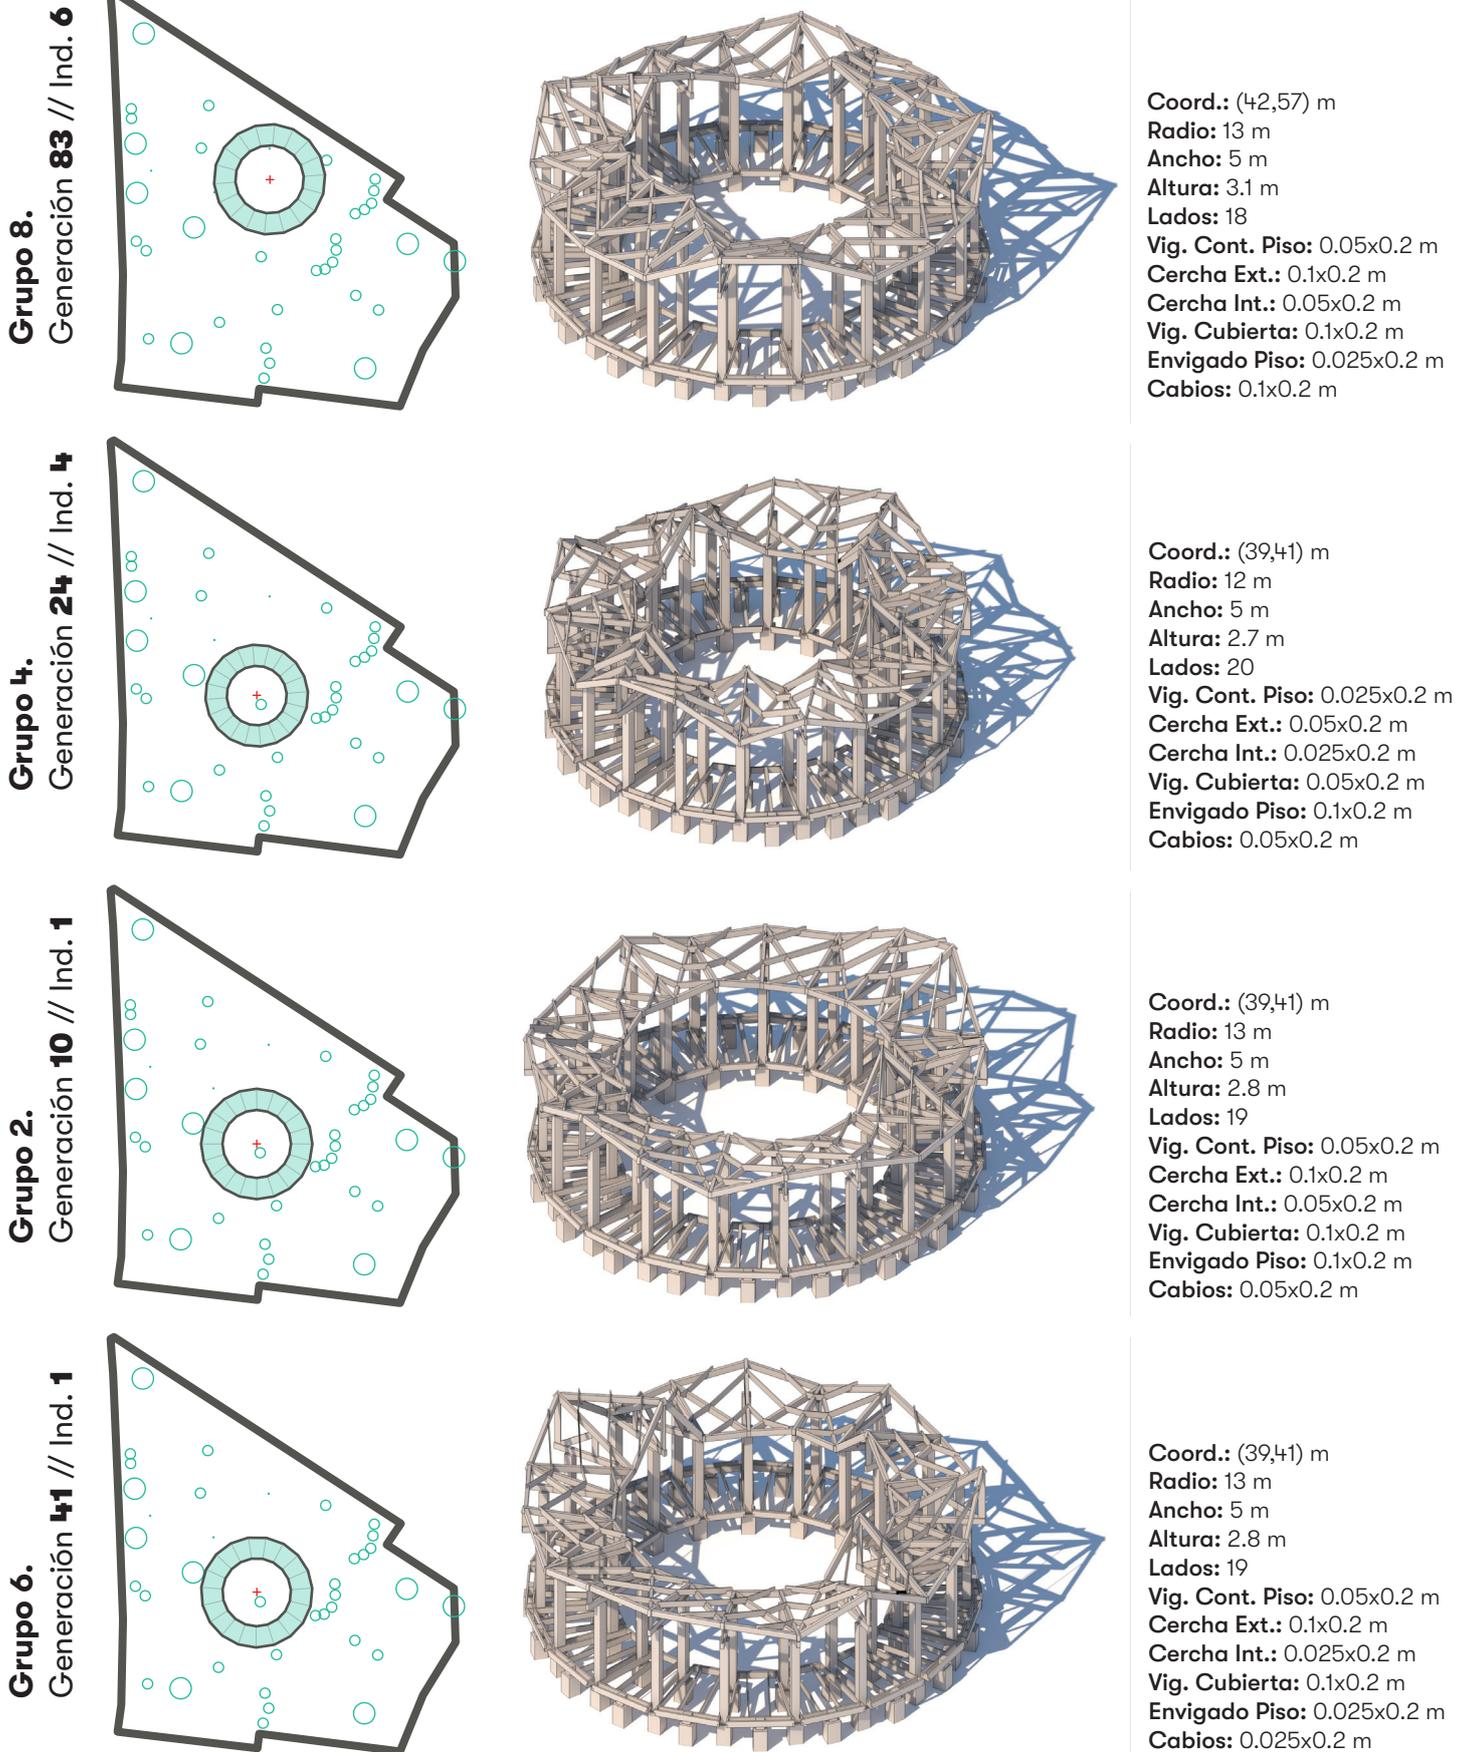 Grupo 8.
Generación 83 // Ind. 6
Coord.: (42,57) m
Radio: 13 m
Ancho: 5 m
Altura: 3.1 m
Lados: 18
Vig. Cont. Piso: 0.05x0.2 m
Cercha Ext.: 0.1x0.2 m
Cercha Int.: 0.05x0.2 m
Vig. Cubierta: 0.1x0.2 m
Envigado Piso: 0.025x0.2 m
Cabios: 0.1x0.2 m
Grupo 4.
Generación 24 // Ind. 4
Coord.: (39,41) m
Radio: 12 m
Ancho: 5 m
Altura: 2.7 m
Lados: 20
Vig. Cont. Piso: 0.025x0.2 m
Cercha Ext.: 0.05x0.2 m
Cercha Int.: 0.025x0.2 m
Vig. Cubierta: 0.05x0.2 m
Envigado Piso: 0.1x0.2 m
Cabios: 0.05x0.2 m
Grupo 2.
Generación 10 // Ind. 1
Coord.: (39,41) m
Radio: 13 m
Ancho: 5 m
Altura: 2.8 m
Lados: 19
Vig. Cont. Piso: 0.05x0.2 m
Cercha Ext.: 0.1x0.2 m
Cercha Int.: 0.05x0.2 m
Vig. Cubierta: 0.1x0.2 m
Envigado Piso: 0.1x0.2 m
Cabios: 0.05x0.2 m
Grupo 6.
Generación 41 // Ind. 1
Coord.: (39,41) m
Radio: 13 m
Ancho: 5 m
Altura: 2.8 m
Lados: 19
Vig. Cont. Piso: 0.05x0.2 m
Cercha Ext.: 0.1x0.2 m
Cercha Int.: 0.025x0.2 m
Vig. Cubierta: 0.1x0.2 m
Envigado Piso: 0.025x0.2 m
Cabios: 0.025x0.2 m